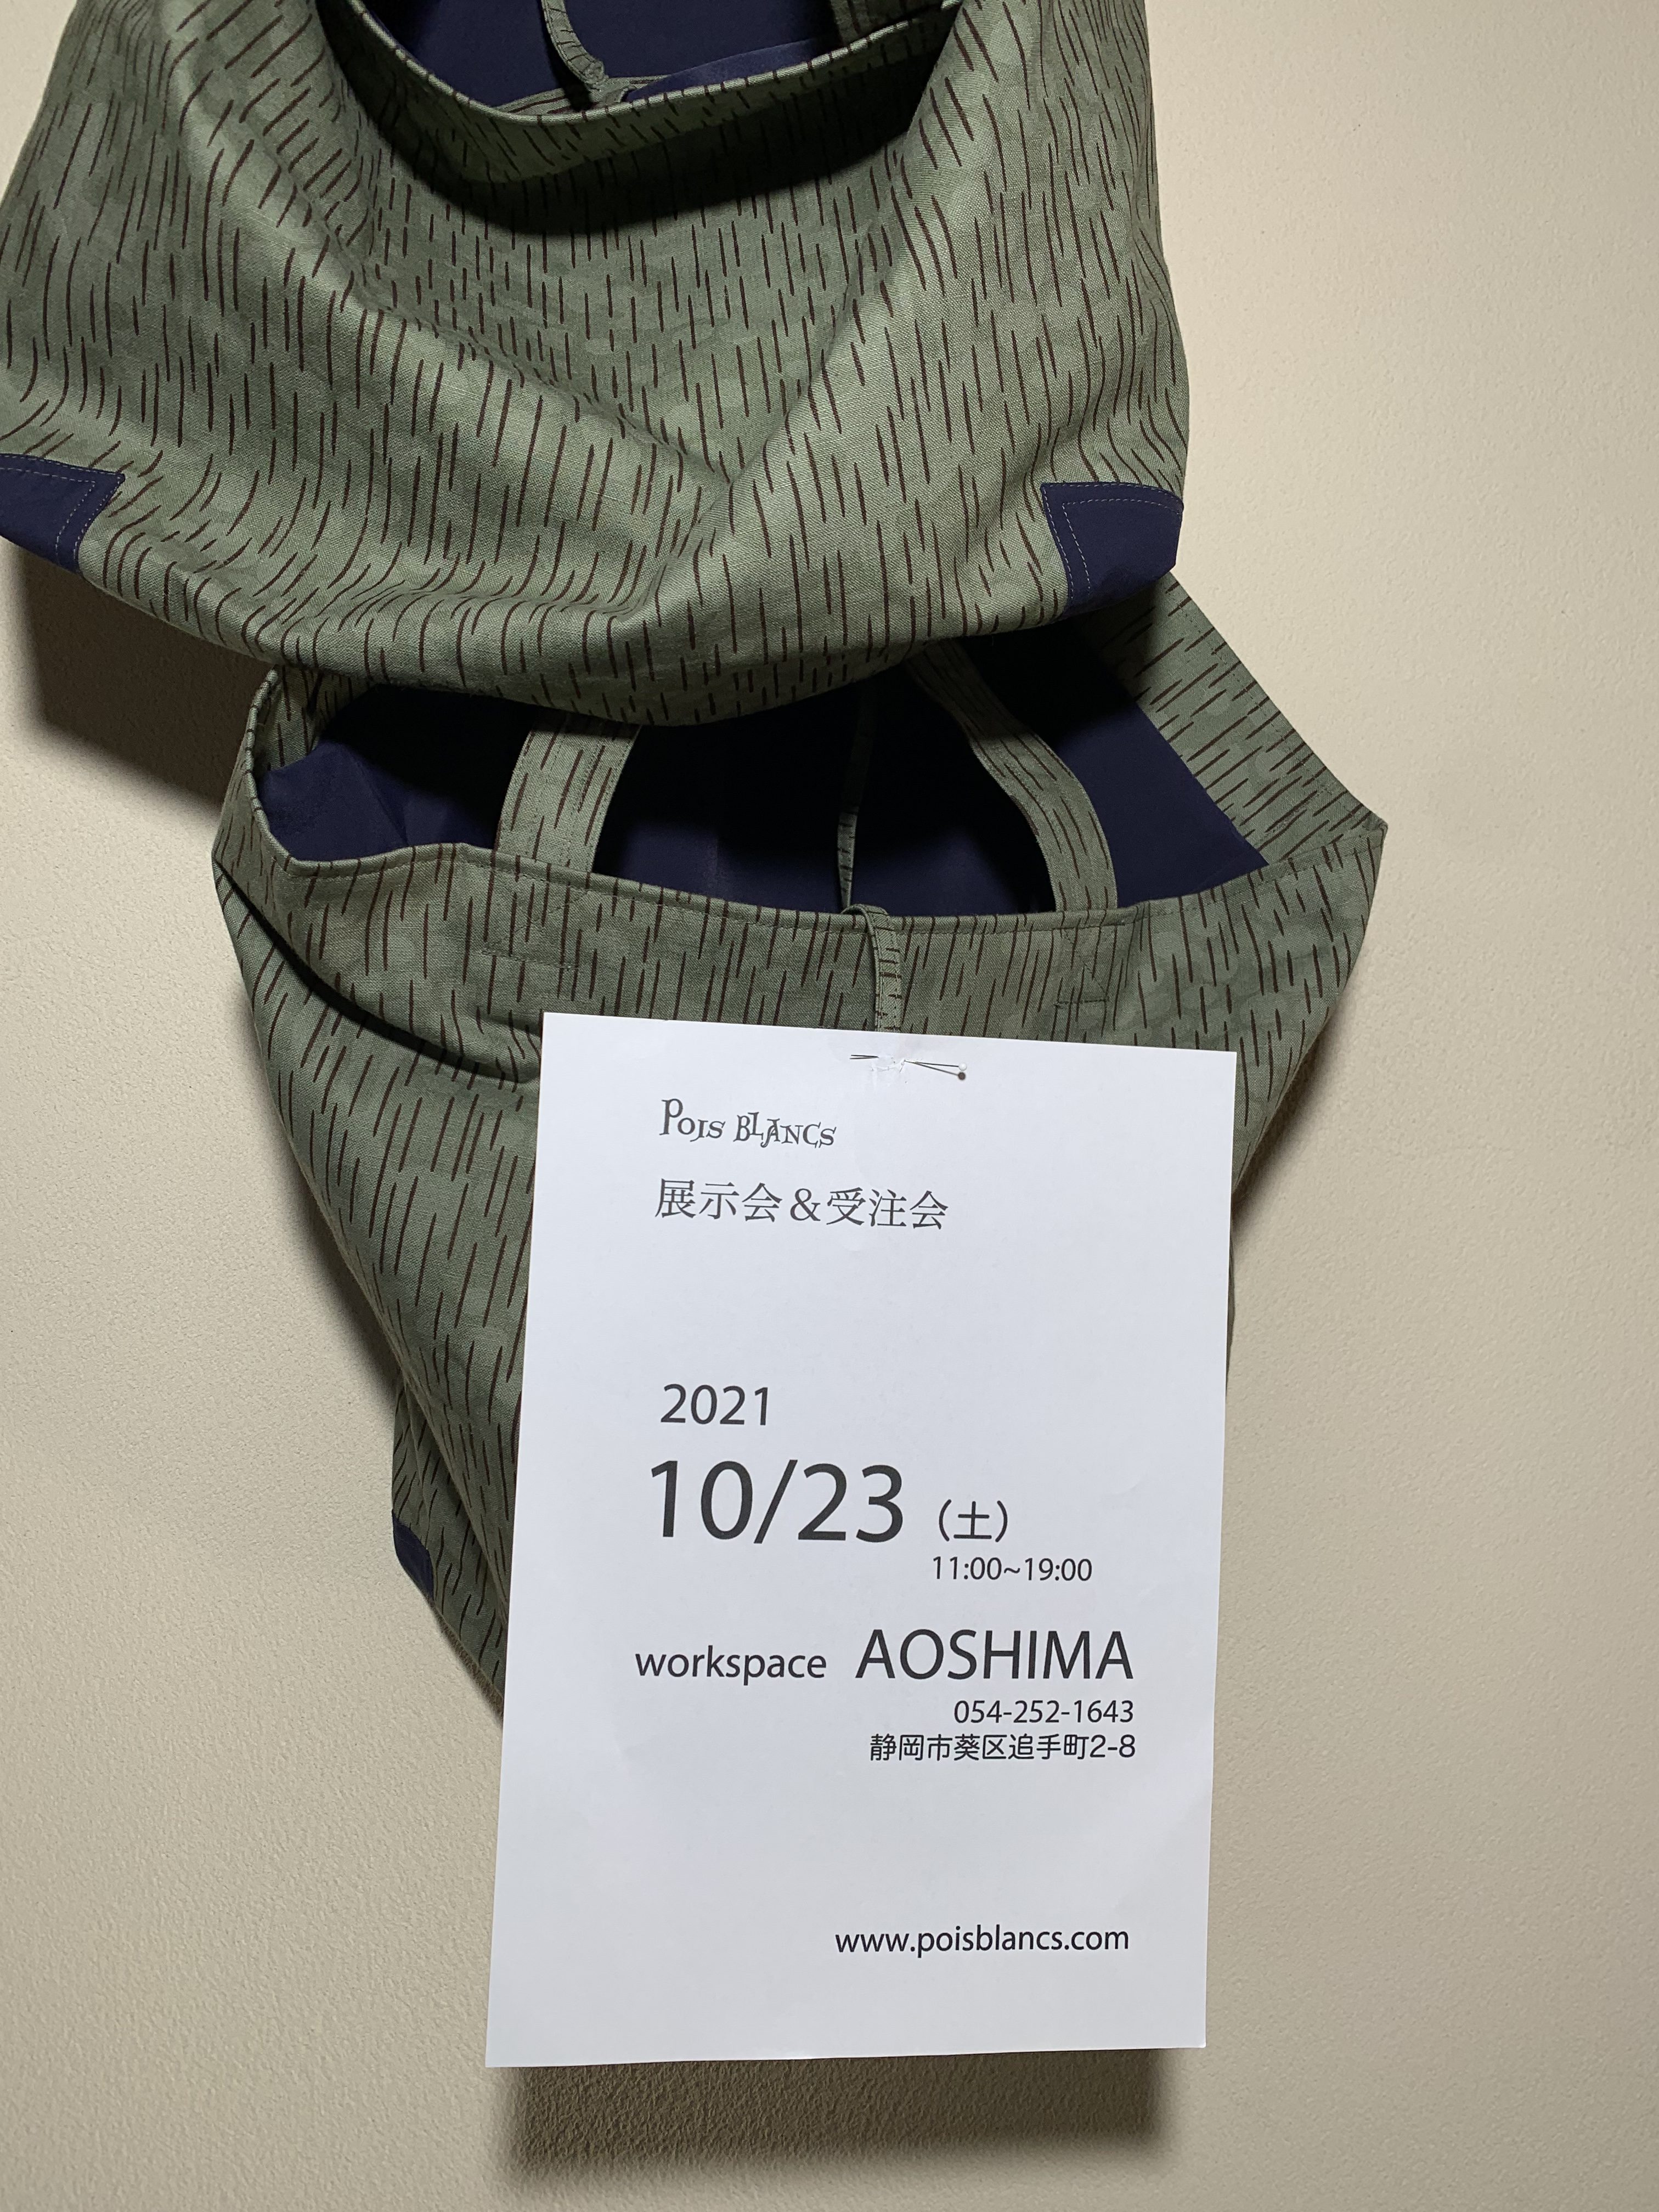 Pois Blancs
展示会＆受注会
2021
10/23（土）
11:00~19:00
workspace AOSHIMA
054-252-1643
静岡市葵区追手町2-8
www.poisblancs.com